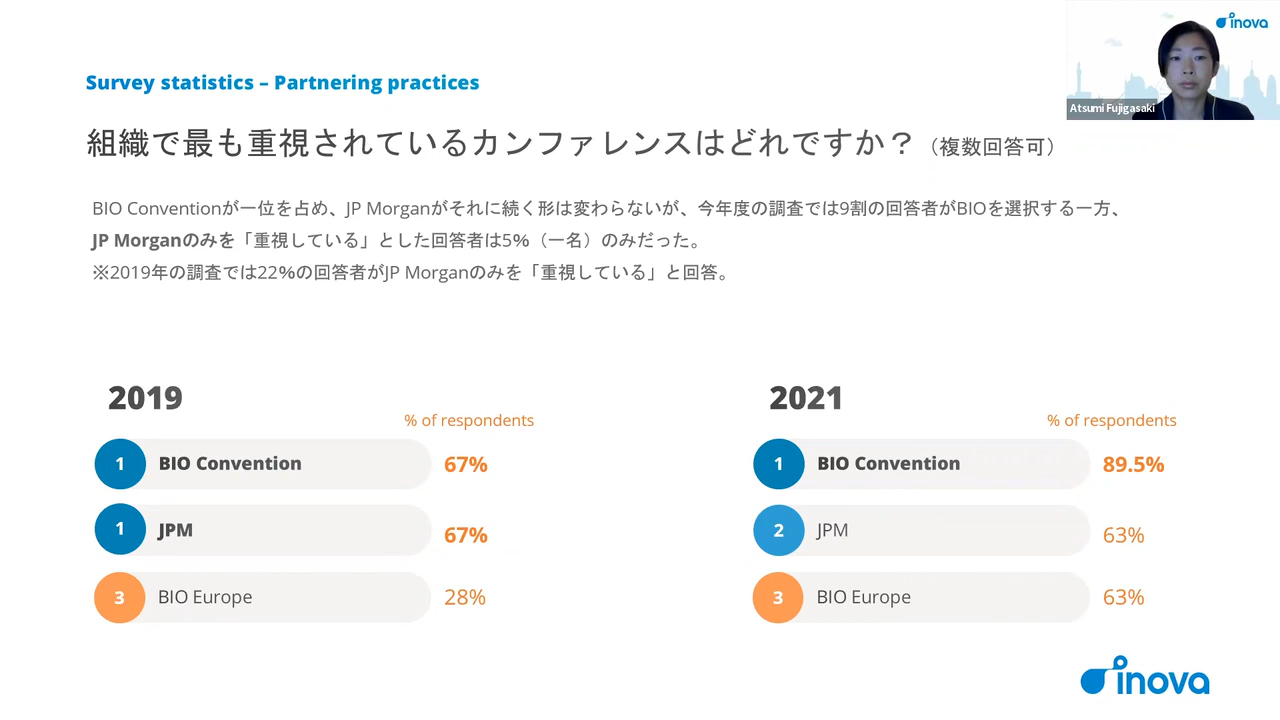 inova
Atsumi Fujigasaki
Survey statistics – Partnering practices
組織で最も重視されているカンファレンスはどれですか？（複数回答可）
BIO Conventionが一位を占め、JP Morganがそれに続く形は変わらないが、今年度の調査では9割の回答者がBIOを選択する一方、
JP Morganのみを「重視している」とした回答者は5%（一名）のみだった。
※2019年の調査では22%の回答者がJP Morganのみを「重視している」と回答。
2019
% of respondents
1 BIO Convention 67%
1 JPM 67%
3 BIO Europe 28%
2021
% of respondents
1 BIO Convention 89.5%
2 JPM 63%
3 BIO Europe 63%
inova